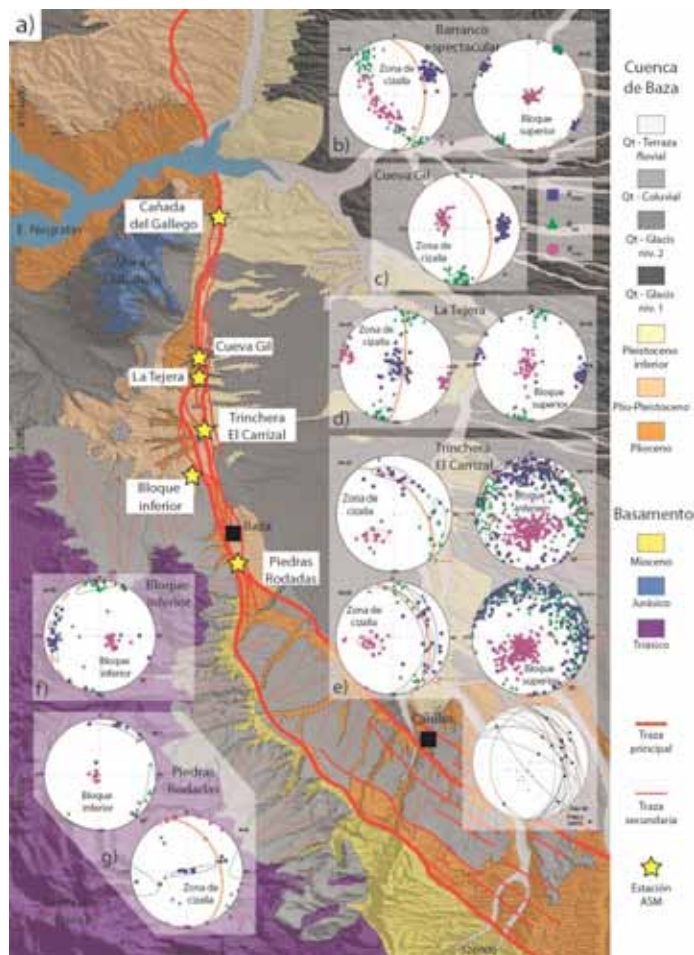 a)
Barranco
espectacular
Zona de
cizalla
Bloque
superior
b)
Cueva Gil
Zona de
cizalla
c)
La Tejera
Zona de
cizalla
Bloque
superior
d)
Trinchera
El Carrizal
Zona de
cizalla
Bloque
inferior
Zona de
cizalla
Bloque
superior
e)
Cañada
del Gallego
E. Negratín
Cueva Gil
La Tejera
Trinchera
El Carrizal
Bloque
inferior
Baza
Piedras
Rodadas
Caniles
Bloque
inferior
Bloque
inferior
f)
Piedras
Rodadas
Bloque
inferior
g)
Zona de
cizalla
Cuenca
de Baza
Qt - Terraza
fluvial
Qt - Coluvial
Qt - Glacis
niv. 2
Qt - Glacis
niv. 1
Pleistoceno
inferior
Plio-Pleistoceno
Plioceno
Basamento
Mioceno
Jurásico
Triásico
Traza
principal
Traza
secundaria
Estación
ASM